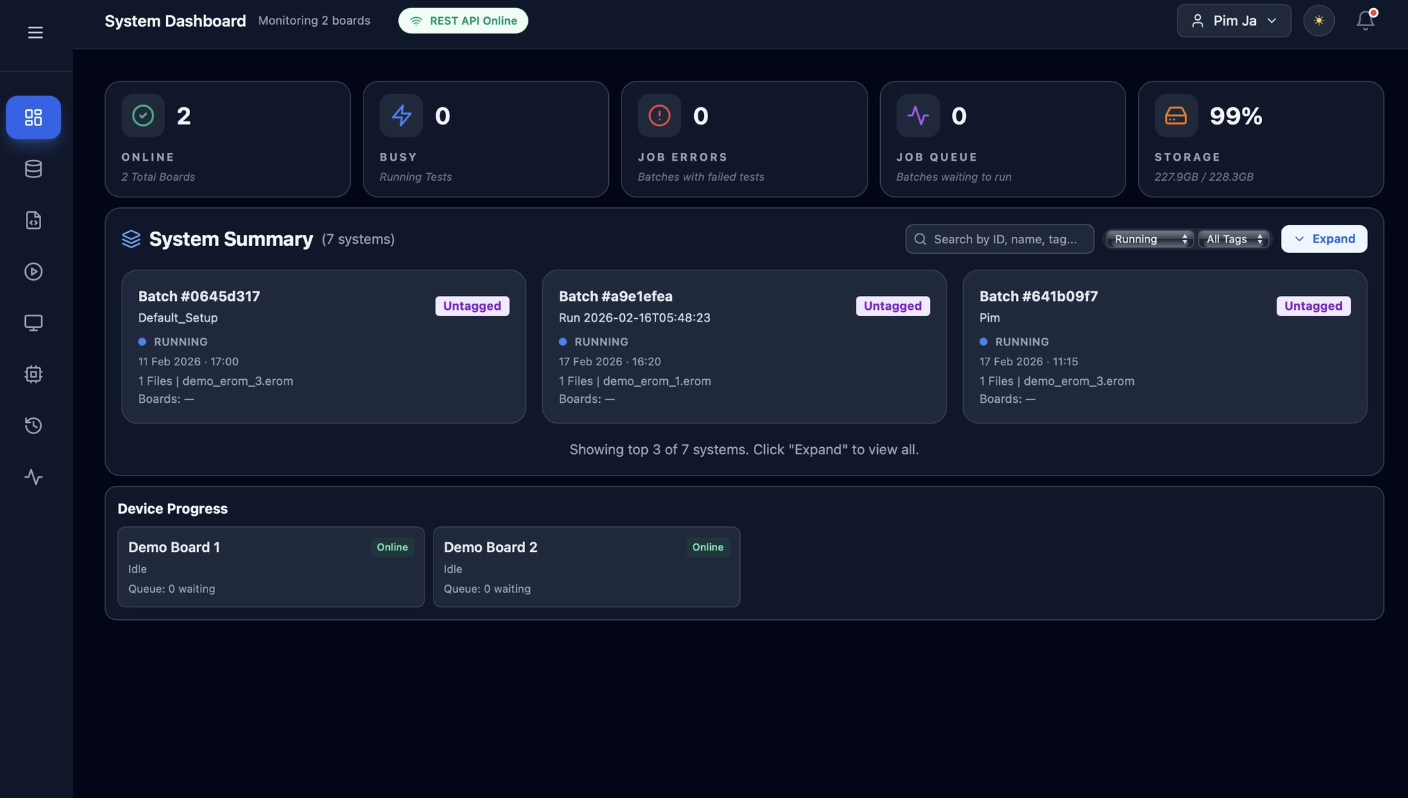 System Dashboard Monitoring 2 boards REST API Online Pim Ja
2
ONLINE
2 Total Boards
0
BUSY
Running Tests
0
JOB ERRORS
Batches with failed tests
0
JOB QUEUE
Batches waiting to run
99%
STORAGE
227.9GB / 228.3GB
System Summary (7 systems) Search by ID, name, tag... Running All Tags Expand
Batch #0645d317
Untagged
Default_Setup
RUNNING
11 Feb 2026 · 17:00
1 Files | demo_erom_3.erom
Boards: —
Batch #a9e1efea
Untagged
Run 2026-02-16T05:48:23
RUNNING
17 Feb 2026 · 16:20
1 Files | demo_erom_1.erom
Boards: —
Batch #641b09f7
Untagged
Pim
RUNNING
17 Feb 2026 · 11:15
1 Files | demo_erom_3.erom
Boards: —
Showing top 3 of 7 systems. Click "Expand" to view all.
Device Progress
Demo Board 1 Online
Idle
Queue: 0 waiting
Demo Board 2 Online
Idle
Queue: 0 waiting